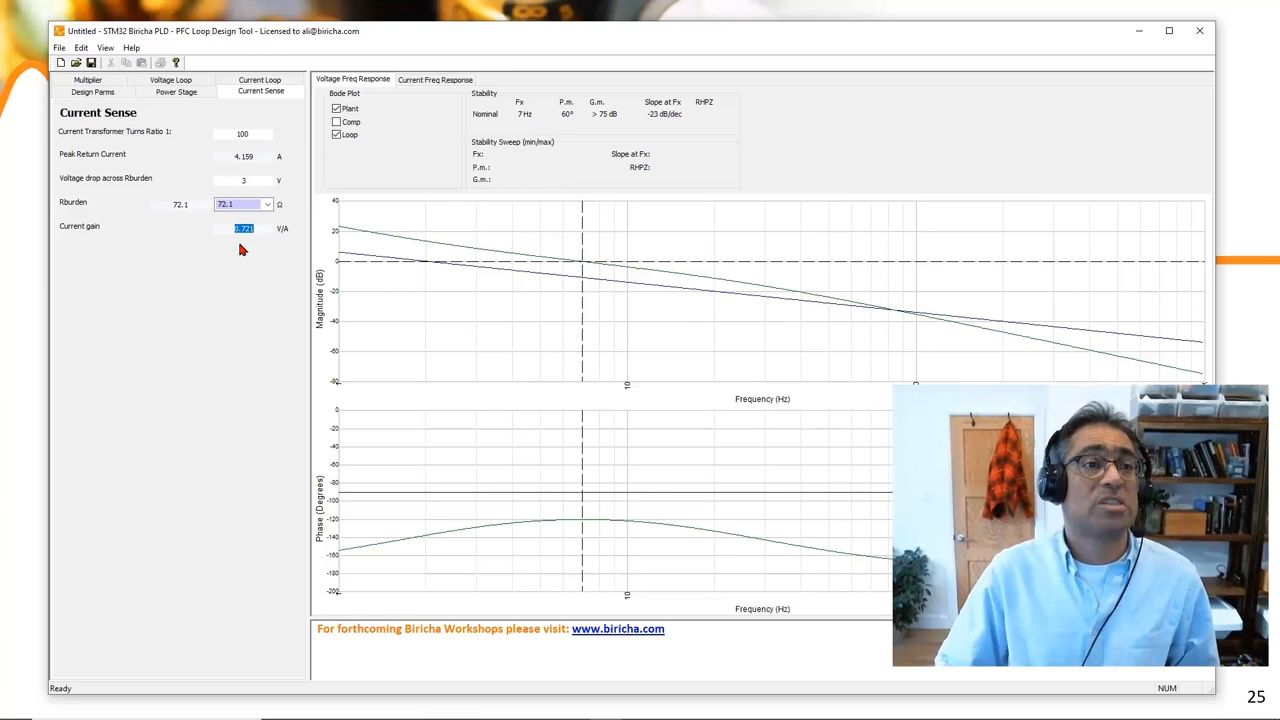 Untitled - STM32 Biricha PLD - PFC Loop Design Tool - Licensed to ali@biricha.com
File Edit View Help
Multiplier Voltage Loop Current Loop
Design Parms Power Stage Current Sense
Current Sense
Current Transformer Turns Ratio 1: 100
Peak Return Current 4.159 A
Voltage drop across Rburden 3 V
Rburden 72.1 72.1 Ω
Current gain 0.721 V/A
Voltage Freq Response Current Freq Response
Bode Plot
Plant
Comp
Loop
Stability
Fx P.m. G.m. Slope at Fx RHPZ
Nominal 7 Hz 60° > 75 dB -23 dB/dec
Stability Sweep (min/max)
Fx: Slope at Fx:
P.m.: RHPZ:
G.m.:
Magnitude (dB)
40
20
0
-20
-40
-60
-80
10
Frequency (Hz)
Phase (Degrees)
0
-20
-40
-60
-80
-100
-120
-140
-160
-180
-200
10
Frequency (Hz)
For forthcoming Biricha Workshops please visit: www.biricha.com
Ready NUM
25